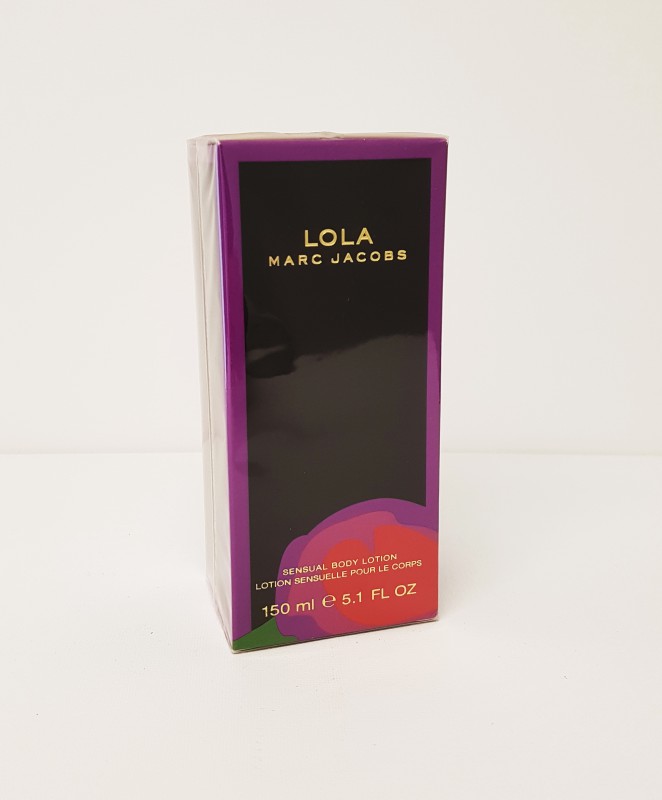 LOLA
MARC JACOBS
SENSUAL BODY LOTION
LOTION SENSUELLE POUR LE CORPS
150 ml ℮ 5.1 FL OZ